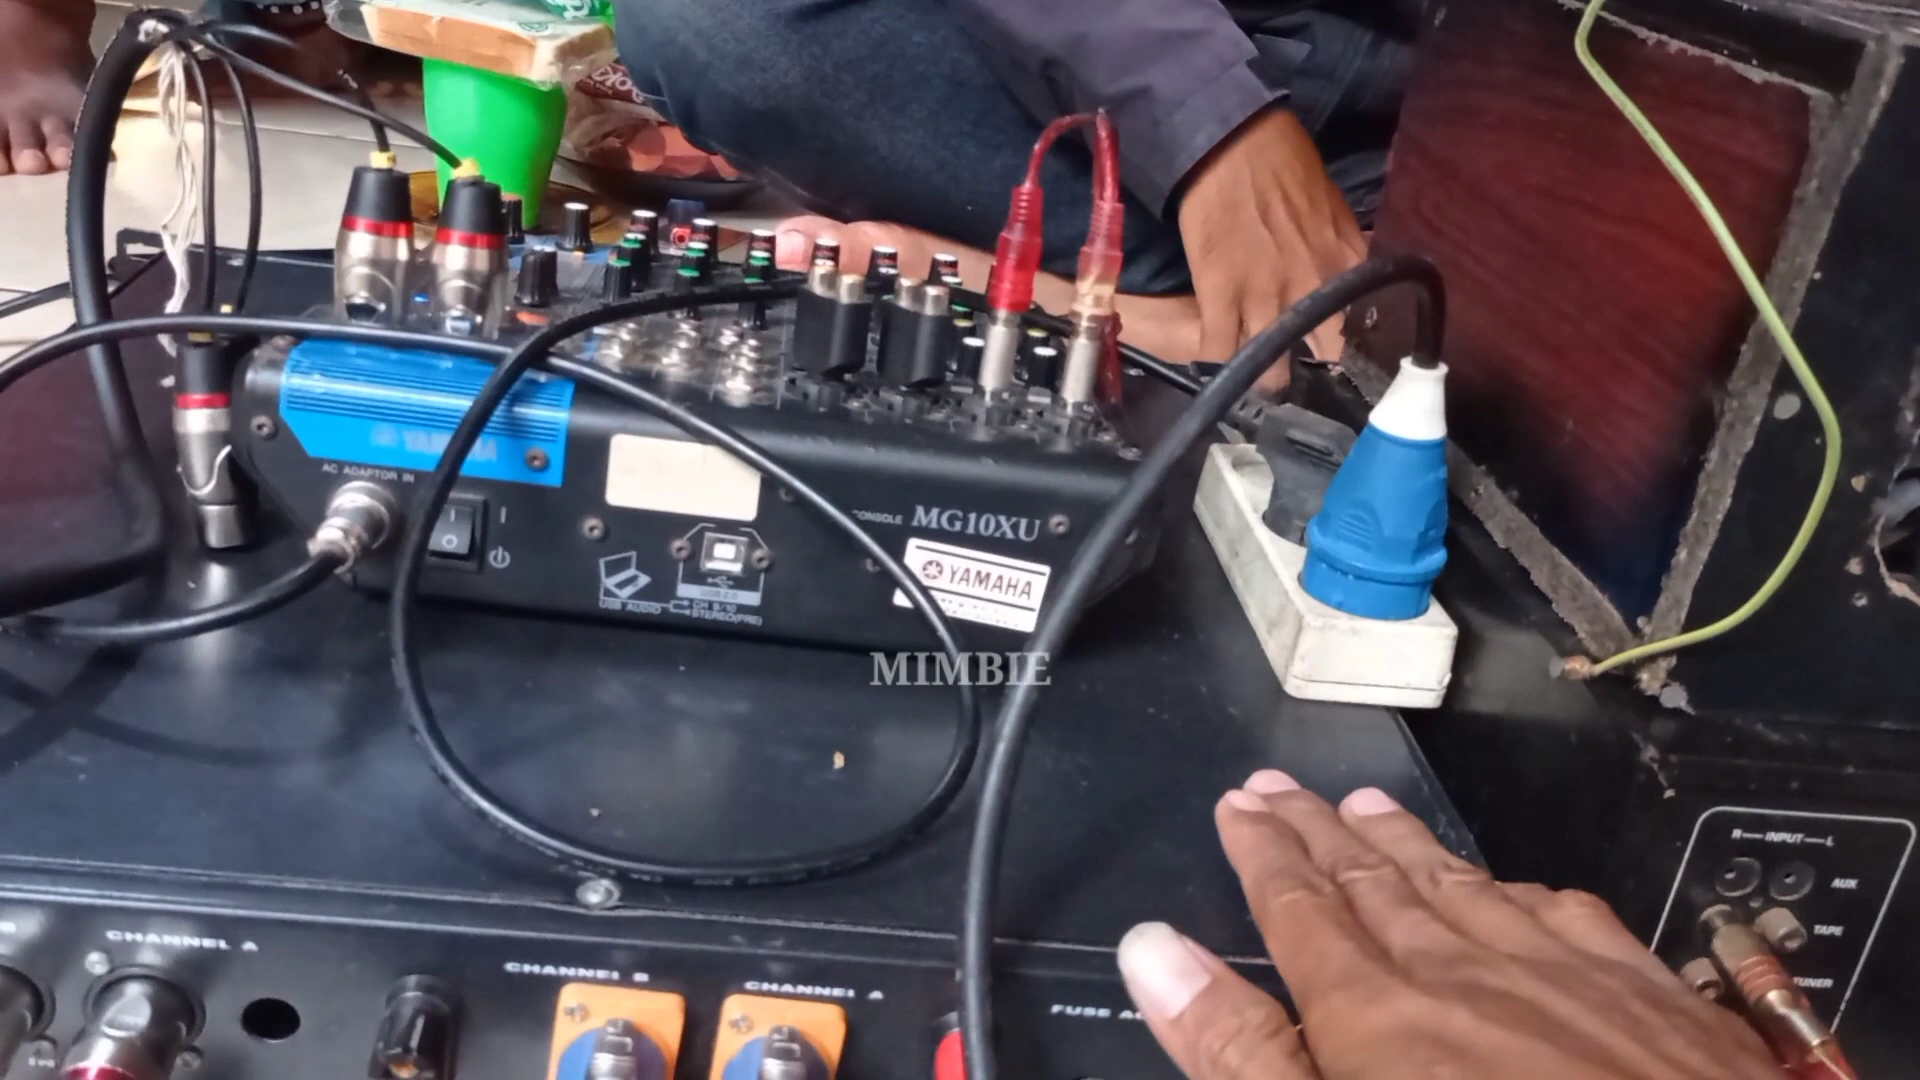 YAMAHA
AC ADAPTOR IN
I
O
CONSOLE MG10XU
YAMAHA
USB 2.0
USB AUDIO
CH 9/10
STEREO(PRE)
MIMBIE
R INPUT L
AUX
TAPE
TUNER
CHANNEL A
CHANNEL B
CHANNEL A
FUSE